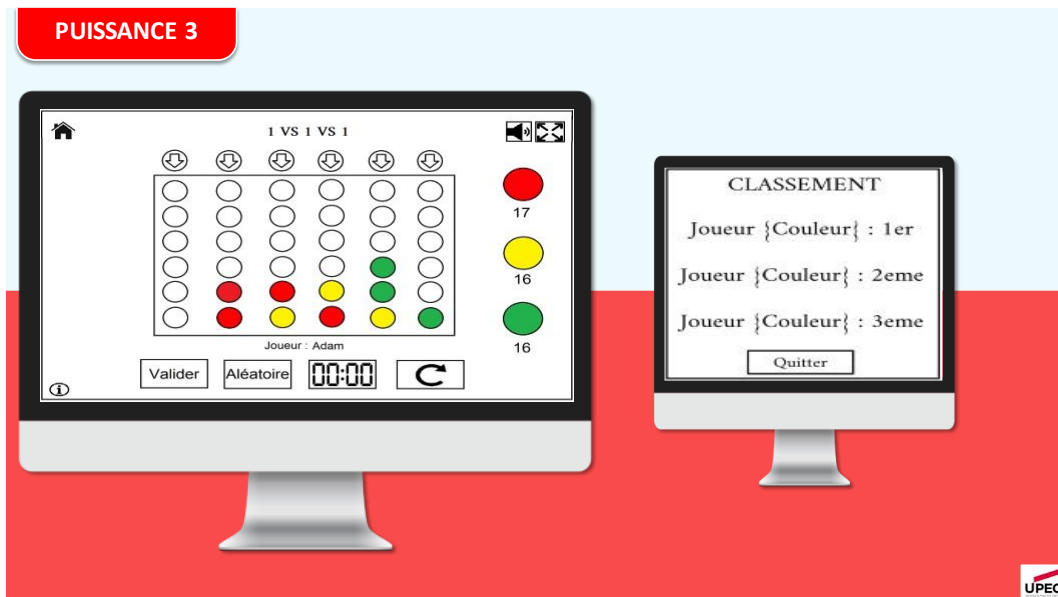 PUISSANCE 3
1 VS 1 VS 1
17
16
16
Joueur : Adam
Valider
Aléatoire
00:00
CLASSEMENT
Joueur }Couleur{ : 1er
Joueur }Couleur{ : 2eme
Joueur }Couleur{ : 3eme
Quitter
UPEC